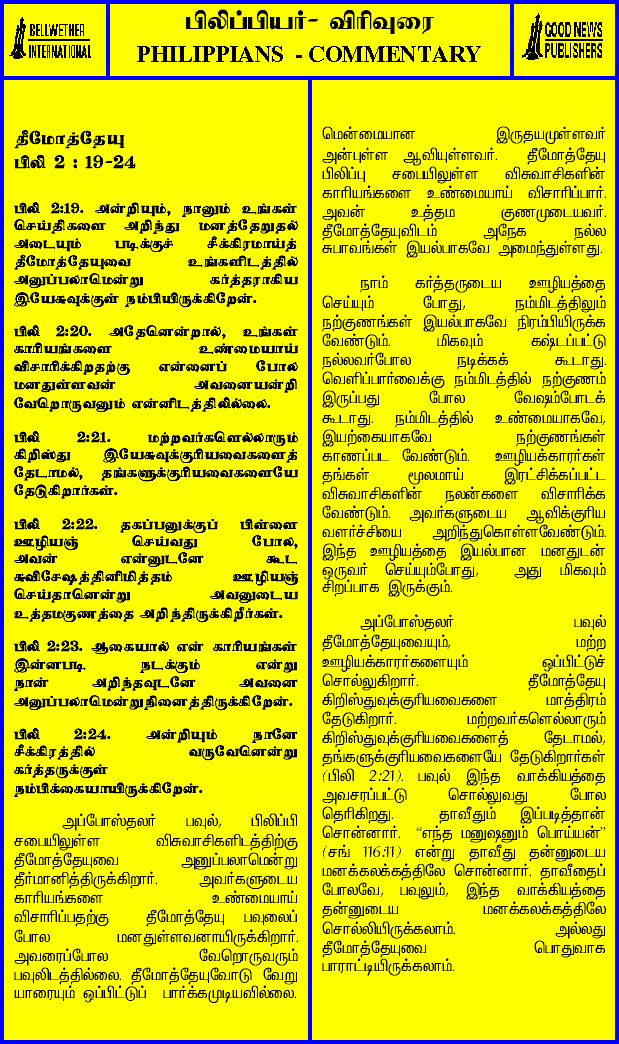 BELLWETHER
INTERNATIONAL
பிலிப்பியர்- விரிவுரை
PHILIPPIANS - COMMENTARY
GOOD NEWS
PUBLISHERS
தீமோத்தேயு
பிலி 2 : 19-24
பிலி 2:19. அன்றியும், நானும் உங்கள்
செய்திகளை அறிந்து மனத்தேறுதல்
அடையும் படிக்குச் சீக்கிரமாய்த்
தீமோத்தேயுவை உங்களிடத்தில்
அனுப்பலாமென்று கர்த்தராகிய
இயேசுவுக்குள் நம்பியிருக்கிறேன்.
பிலி 2:20. அதேனென்றால், உங்கள்
காரியங்களை உண்மையாய்
விசாரிக்கிறதற்கு என்னைப் போல
மனதுள்ளவன் அவனையன்றி
வேறொருவனும் என்னிடத்திலில்லை.
பிலி 2:21. மற்றவர்களெல்லாரும்
கிறிஸ்து இயேசுவுக்குரியவைகளைத்
தேடாமல், தங்களுக்குரியவைகளையே
தேடுகிறார்கள்.
பிலி 2:22. தகப்பனுக்குப் பிள்ளை
ஊழியஞ் செய்வது போல,
அவன் என்னுடனே கூட
சுவிசேஷத்தினிமித்தம் ஊழியஞ்
செய்தானென்று அவனுடைய
உத்தமகுணத்தை அறிந்திருக்கிறீர்கள்.
பிலி 2:23. ஆகையால் என் காரியங்கள்
இன்னபடி நடக்கும் என்று
நான் அறிந்தவுடனே அவனை
அனுப்பலாமென்றுநினைத்திருக்கிறேன்.
பிலி 2:24. அன்றியும் நானே
சீக்கிரத்தில் வருவேனென்று
கர்த்தருக்குள்
நம்பிக்கையாயிருக்கிறேன்.
அப்போஸ்தலர் பவுல், பிலிப்பி
சபையிலுள்ள விசுவாசிகளிடத்திற்கு
தீமோத்தேயுவை அனுப்பலாமென்று
தீர்மானித்திருக்கிறார். அவர்களுடைய
காரியங்களை உண்மையாய்
விசாரிப்பதற்கு தீமோத்தேயு பவுலைப்
போல மனதுள்ளவனாயிருக்கிறார்.
அவரைப்போல வேறொருவரும்
பவுலிடத்தில்லை. தீமோத்தேயுவோடு வேறு
யாரையும் ஒப்பிட்டுப் பார்க்கமுடியவில்லை.
மென்மையான இருதயமுள்ளவர்
அன்புள்ள ஆவியுள்ளவர். தீமோத்தேயு
பிலிப்பு சபையிலுள்ள விசுவாசிகளின்
காரியங்களை உண்மையாய் விசாரிப்பார்.
அவன் உத்தம குணமுடையவர்.
தீமோத்தேயுவிடம் அநேக நல்ல
சுபாவங்கள் இயல்பாகவே அமைந்துள்ளது.
நாம் கர்த்தருடைய ஊழியத்தை
செய்யும் போது, நம்மிடத்திலும்
நற்குணங்கள் இயல்பாகவே நிரம்பியிருக்க
வேண்டும். மிகவும் கஷ்டப்பட்டு
நல்லவர்போல நடிக்கக் கூடாது.
வெளிப்பார்வைக்கு நம்மிடத்தில் நற்குணம்
இருப்பது போல வேஷம்போடக்
கூடாது. நம்மிடத்தில் உண்மையாகவே,
இயற்கையாகவே நற்குணங்கள்
காணப்பட வேண்டும். ஊழியக்காரர்கள்
தங்கள் மூலமாய் இரட்சிக்கப்பட்ட
விசுவாசிகளின் நலன்களை விசாரிக்க
வேண்டும். அவர்களுடைய ஆவிக்குரிய
வளர்ச்சியை அறிந்துகொள்ளவேண்டும்.
இந்த ஊழியத்தை இயல்பான மனதுடன்
ஒருவர் செய்யும்போது, அது மிகவும்
சிறப்பாக இருக்கும்.
அப்போஸ்தலர் பவுல்
தீமோத்தேயுவையும், மற்ற
ஊழியக்காரர்களையும் ஒப்பிட்டுச்
சொல்லுகிறார். தீமோத்தேயு
கிறிஸ்துவுக்குரியவைகளை மாத்திரம்
தேடுகிறார். மற்றவர்களெல்லாரும்
கிறிஸ்துவுக்குரியவைகளைத் தேடாமல்,
தங்களுக்குரியவைகளையே தேடுகிறார்கள்
(பிலி 2:21). பவுல் இந்த வாக்கியத்தை
அவசரப்பட்டு சொல்லுவது போல
தெரிகிறது. தாவீதும் இப்படித்தான்
சொன்னார். “எந்த மனுஷனும் பொய்யன்”
(சங் 116:11) என்று தாவீது தன்னுடைய
மனக்கலக்கத்திலே சொன்னார். தாவீதைப்
போலவே, பவுலும், இந்த வாக்கியத்தை
தன்னுடைய மனக்கலக்கத்திலே
சொல்லியிருக்கலாம். அல்லது
தீமோத்தேயுவை பொதுவாக
பாராட்டியிருக்கலாம்.